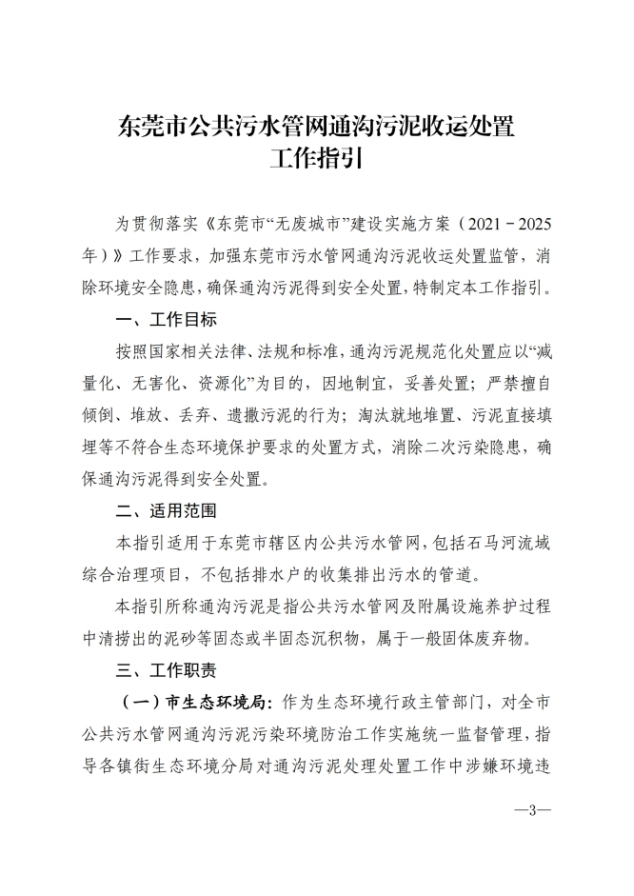 东莞市公共污水管网通沟污泥收运处置
工作指引
为贯彻落实《东莞市“无废城市”建设实施方案（2021－2025
年）》工作要求，加强东莞市污水管网通沟污泥收运处置监管，消
除环境安全隐患，确保通沟污泥得到安全处置，特制定本工作指引。
一、工作目标
按照国家相关法律、法规和标准，通沟污泥规范化处置应以“减
量化、无害化、资源化”为目的，因地制宜，妥善处置；严禁擅自
倾倒、堆放、丢弃、遗撒污泥的行为；淘汰就地堆置、污泥直接填
埋等不符合生态环境保护要求的处置方式，消除二次污染隐患，确
保通沟污泥得到安全处置。
二、适用范围
本指引适用于东莞市辖区内公共污水管网，包括石马河流域
综合治理项目，不包括排水户的收集排出污水的管道。
本指引所称通沟污泥是指公共污水管网及附属设施养护过程
中清捞出的泥砂等固态或半固态沉积物，属于一般固体废弃物。
三、工作职责
（一）市生态环境局：作为生态环境行政主管部门，对全市
公共污水管网通沟污泥污染环境防治工作实施统一监督管理，指
导各镇街生态环境分局对通沟污泥处理处置工作中涉嫌环境违
—3—